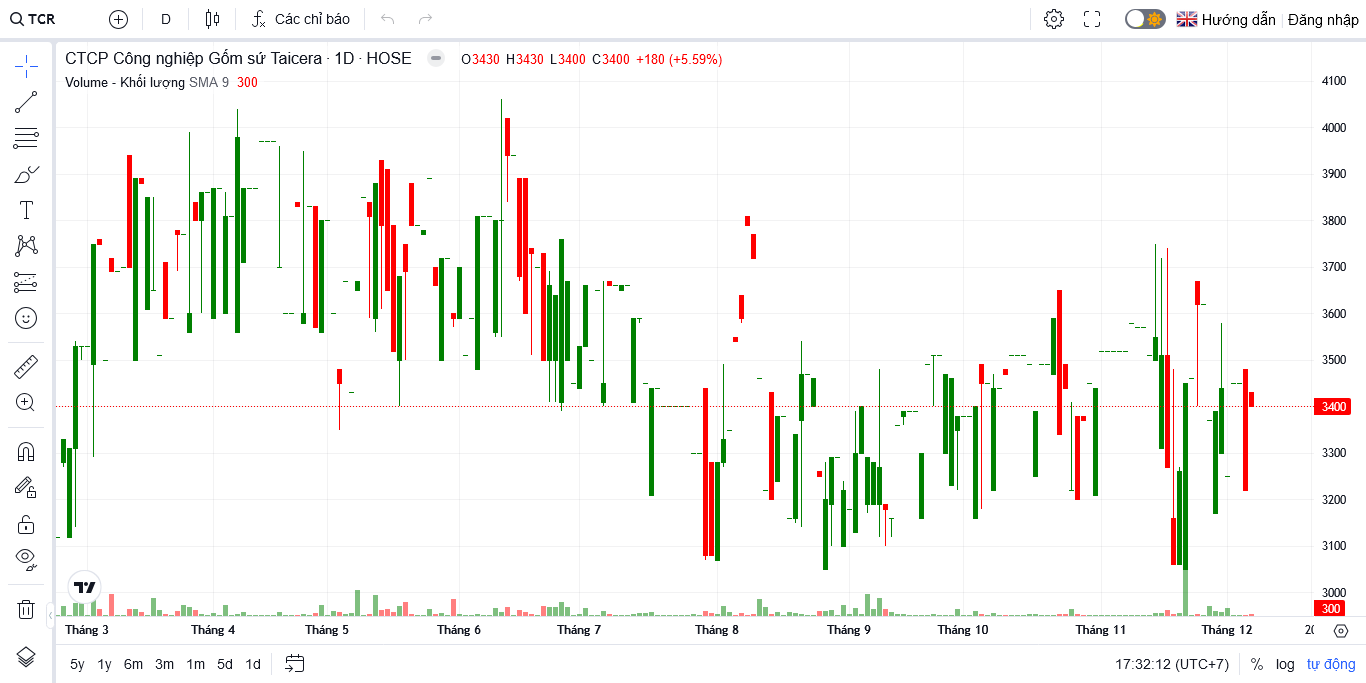 TCR D Các chỉ báo Hướng dẫn Đăng nhập
CTCP Công nghiệp Gốm sứ Taicera · 1D · HOSE O3430 H3430 L3400 C3400 +180 (+5.59%)
Volume - Khối lượng SMA 9 300
4100
4000
3900
3800
3700
3600
3500
3400
3300
3200
3100
3000
300
Tháng 3 Tháng 4 Tháng 5 Tháng 6 Tháng 7 Tháng 8 Tháng 9 Tháng 10 Tháng 11 Tháng 12
5y 1y 6m 3m 1m 5d 1d 17:32:12 (UTC+7) % log tự động